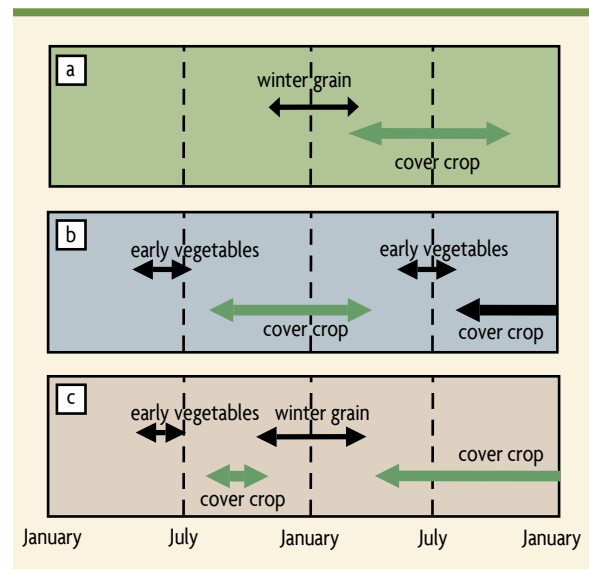 a
winter grain
cover crop
b
early vegetables
early vegetables
cover crop
cover crop
c
early vegetables winter grain
cover crop
cover crop
January July January July January